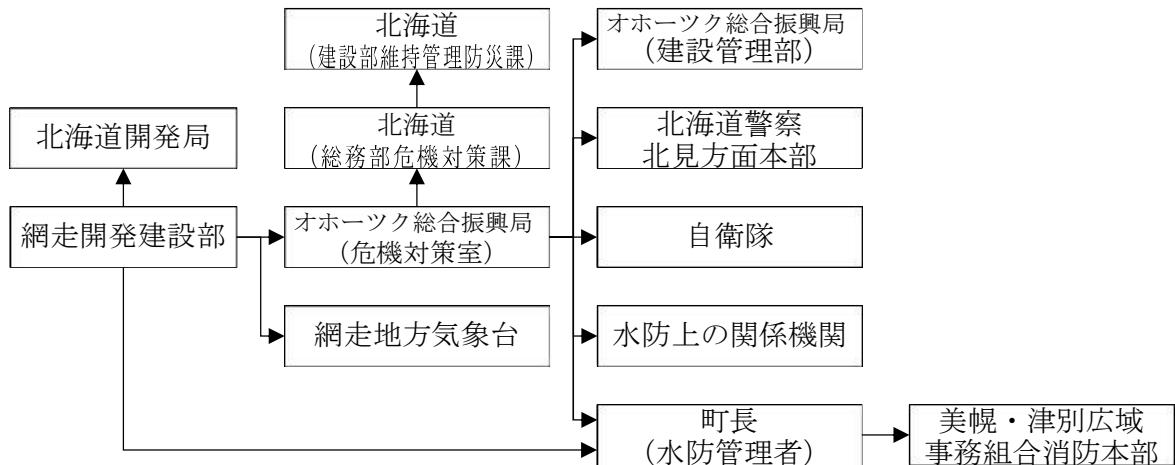 北海道
(建設部維持管理防災課)
オホーツク総合振興局
(建設管理部)
北海道開発局
北海道
(総務部危機対策課)
北海道警察
北見方面本部
網走開発建設部
オホーツク総合振興局
(危機対策室)
自衛隊
網走地方気象台
水防上の関係機関
町長
(水防管理者)
美幌・津別広域
事務組合消防本部